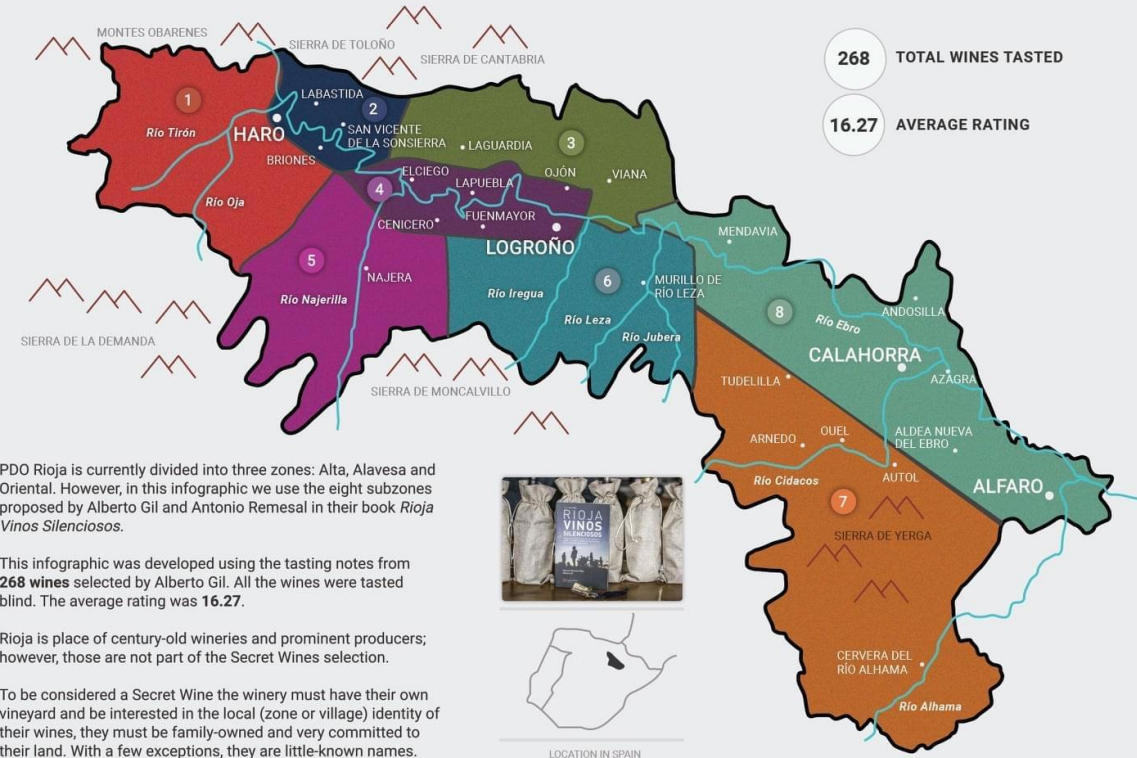 MONTES OBARENES
SIERRA DE TOLOÑO
SIERRA DE CANTABRIA
268
TOTAL WINES TASTED
16.27
AVERAGE RATING
1
2
3
4
5
6
7
8
Río Tirón
HARO
LABASTIDA
SAN VICENTE
DE LA SONSIERRA
BRIONES
Río Oja
LAGUARDIA
OJÓN
VIANA
ELCIEGO
LAPUEBLA
CENICERO
FUENMAYOR
LOGROÑO
NAJERA
Río Najerilla
Río Iregua
Río Leza
Río Jubera
MURILLO DE
RÍO LEZA
MENDAVIA
ANDOSILLA
Río Ebro
CALAHORRA
AZAGRA
TUDELILLA
ARNEDO
OUEL
ALDEA NUEVA
DEL EBRO
AUTOL
Río Cidacos
ALFARO
SIERRA DE YERGA
CERVERA DEL
RÍO ALHAMA
Río Alhama
SIERRA DE LA DEMANDA
SIERRA DE MONCALVILLO
PDO Rioja is currently divided into three zones: Alta, Alavesa and
Oriental. However, in this infographic we use the eight subzones
proposed by Alberto Gil and Antonio Remesal in their book Rioja
Vinos Silenciosos.
This infographic was developed using the tasting notes from
268 wines selected by Alberto Gil. All the wines were tasted
blind. The average rating was 16.27.
Rioja is place of century-old wineries and prominent producers;
however, those are not part of the Secret Wines selection.
To be considered a Secret Wine the winery must have their own
vineyard and be interested in the local (zone or village) identity of
their wines, they must be family-owned and very committed to
their land. With a few exceptions, they are little-known names.
RIOJA
VINOS
SILENCIOSOS
LOCATION IN SPAIN